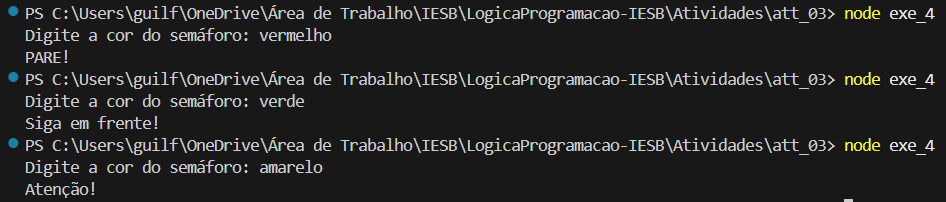 PS C:\Users\guilf\OneDrive\Área de Trabalho\IESB\LogicaProgramacao-IESB\Atividades\att_03> node exe_4
Digite a cor do semáforo: vermelho
PARE!
PS C:\Users\guilf\OneDrive\Área de Trabalho\IESB\LogicaProgramacao-IESB\Atividades\att_03> node exe_4
Digite a cor do semáforo: verde
Siga em frente!
PS C:\Users\guilf\OneDrive\Área de Trabalho\IESB\LogicaProgramacao-IESB\Atividades\att_03> node exe_4
Digite a cor do semáforo: amarelo
Atenção!